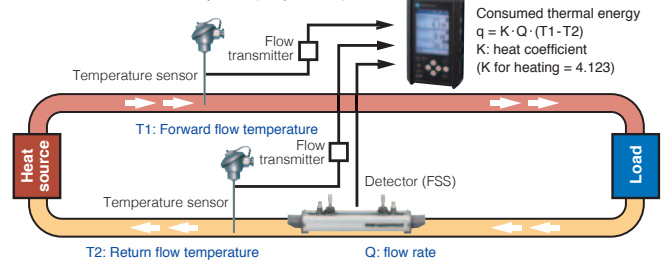 Consumed thermal energy
q = K·Q·(T1-T2)
K: heat coefficient
(K for heating = 4.123)
Flow
transmitter
Temperature sensor
T1: Forward flow temperature
Flow
transmitter
Heat
source
Load
Detector (FSS)
Temperature sensor
T2: Return flow temperature
Q: flow rate